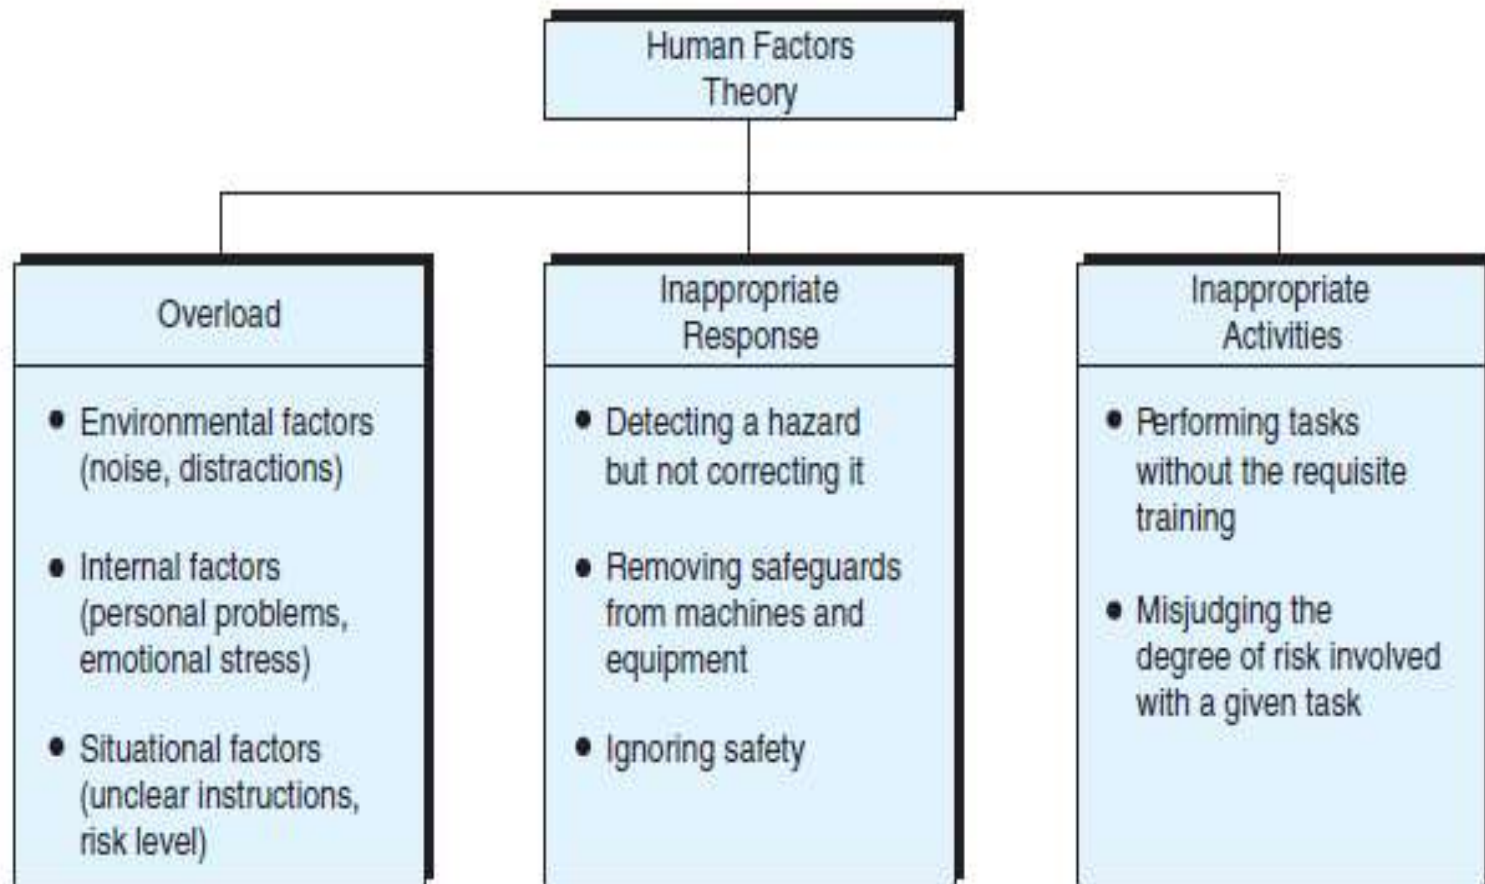 Human Factors
Theory
Overload
● Environmental factors
(noise, distractions)
● Internal factors
(personal problems,
emotional stress)
● Situational factors
(unclear instructions,
risk level)
Inappropriate
Response
● Detecting a hazard
but not correcting it
● Removing safeguards
from machines and
equipment
● Ignoring safety
Inappropriate
Activities
● Performing tasks
without the requisite
training
● Misjudging the
degree of risk involved
with a given task